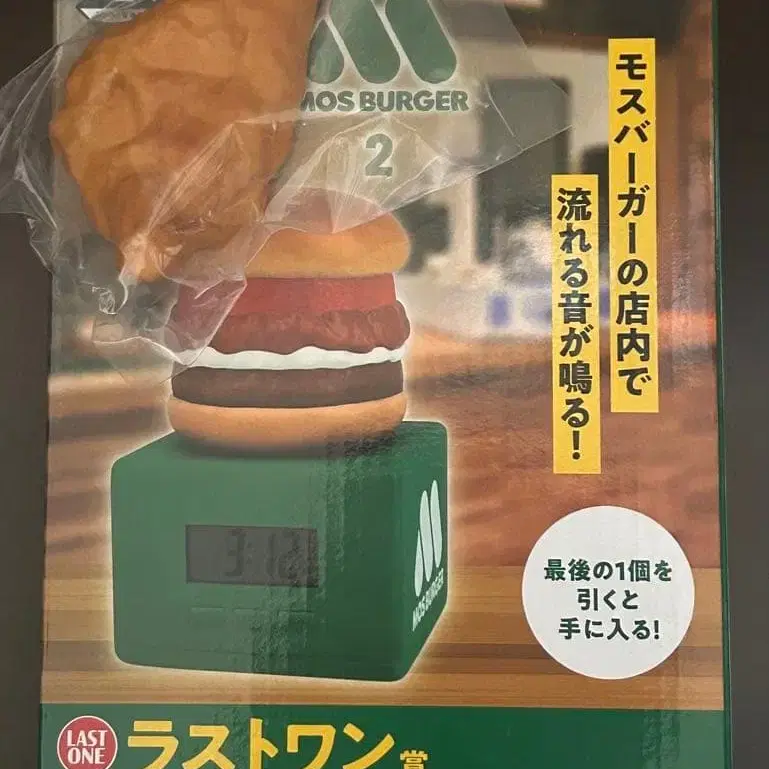 MOS BURGER
2
モスバーガーの店内で
流れる音が鳴る!
3:15
MOS BURGER
最後の1個を
引くと
手に入る!
LAST
ONE
ラストワン賞